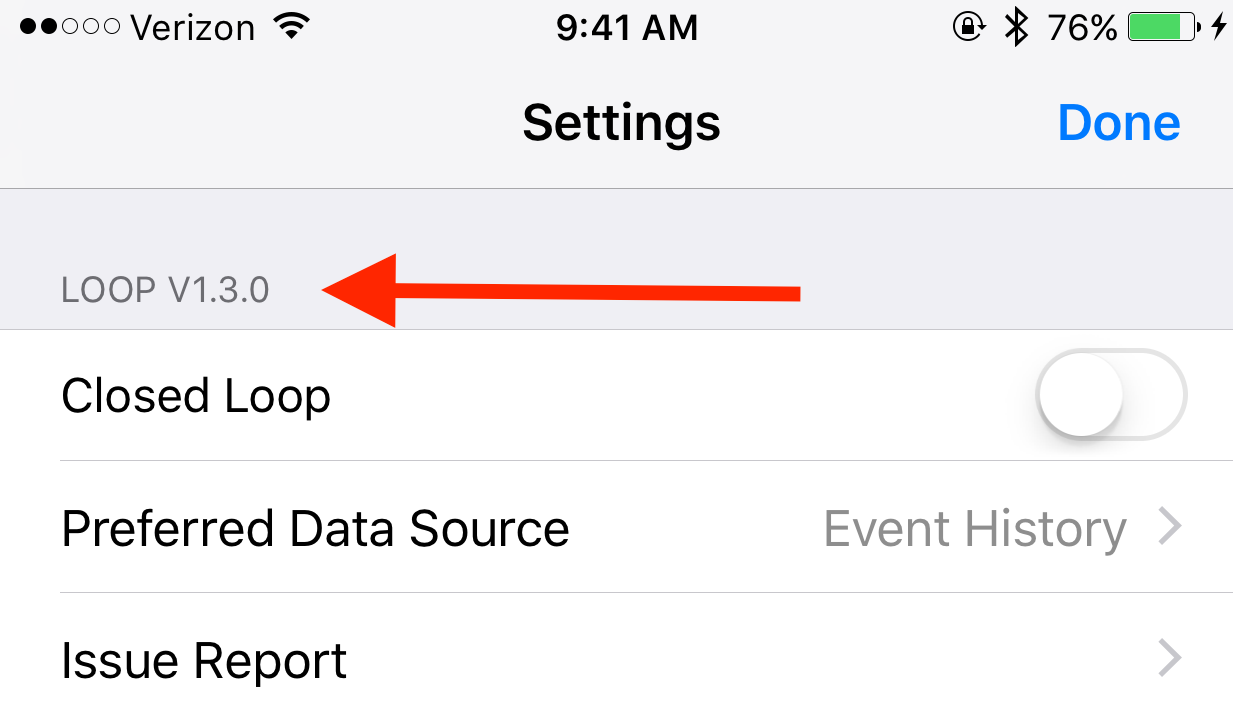 Verizon 9:41 AM 76%
Settings Done
LOOP V1.3.0
Closed Loop
Preferred Data Source Event History
Issue Report